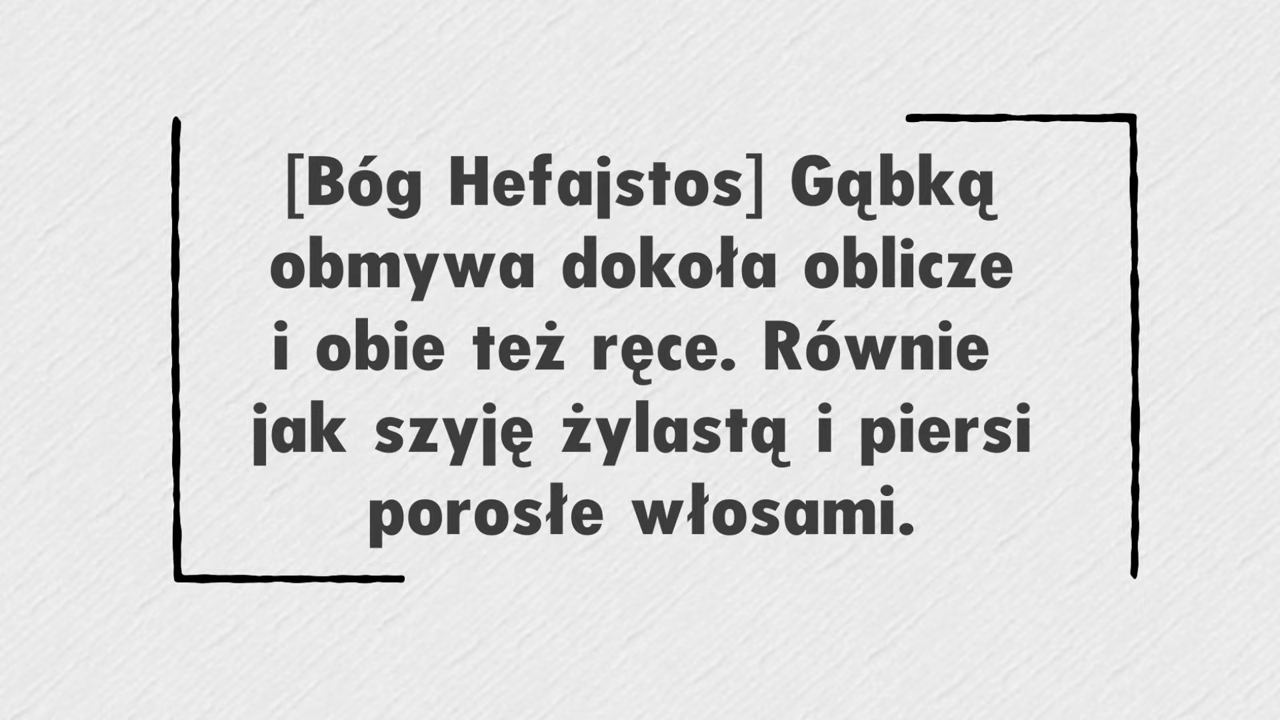 [Bóg Hefajstos] Gąbką
obmywa dokoła oblicze
i obie też ręce. Równie
jak szyję żylastą i piersi
porosłe włosami.